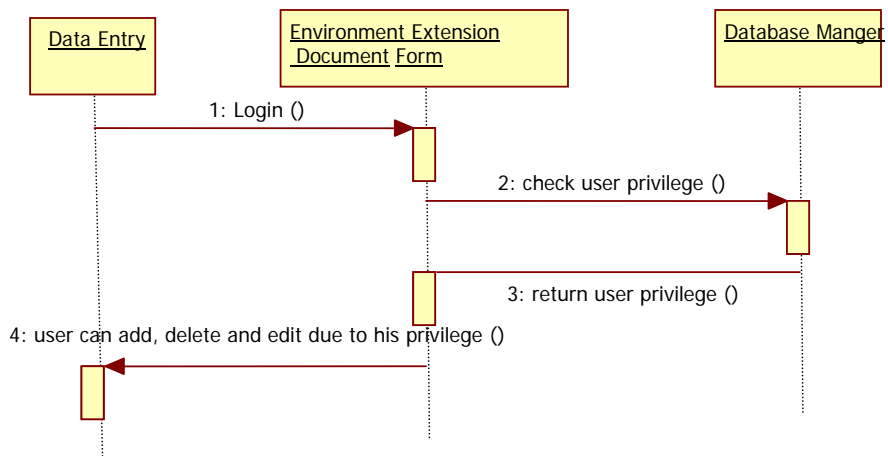 Data Entry
Environment Extension
Document Form
Database Manger
1: Login ()
2: check user privilege ()
3: return user privilege ()
4: user can add, delete and edit due to his privilege ()